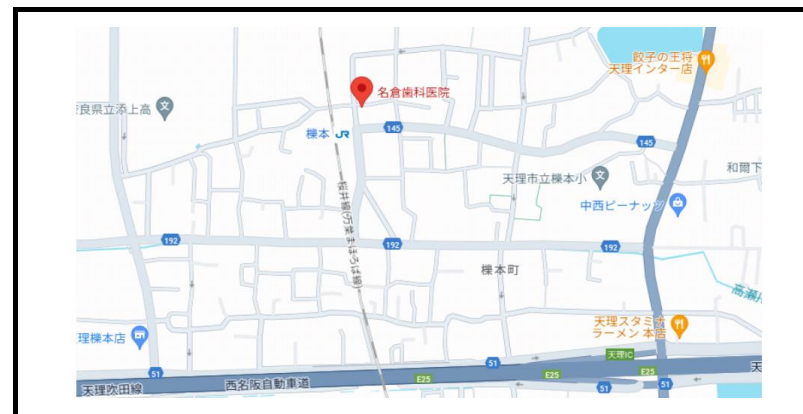 餃子の王将
天理インター店
名倉歯科医院
良県立添上高
145
櫟本 JR
145
天市立櫟本小
和爾下
中西ピーナッツ
桜井線(万葉まほろば線)
192
192
192
櫟本町
高瀬川
天理スタミナ
ラーメン 本店
理櫟本店
天理IC
51
天
51
E25
E25
51
51
天理吹田線
西名阪自動車道